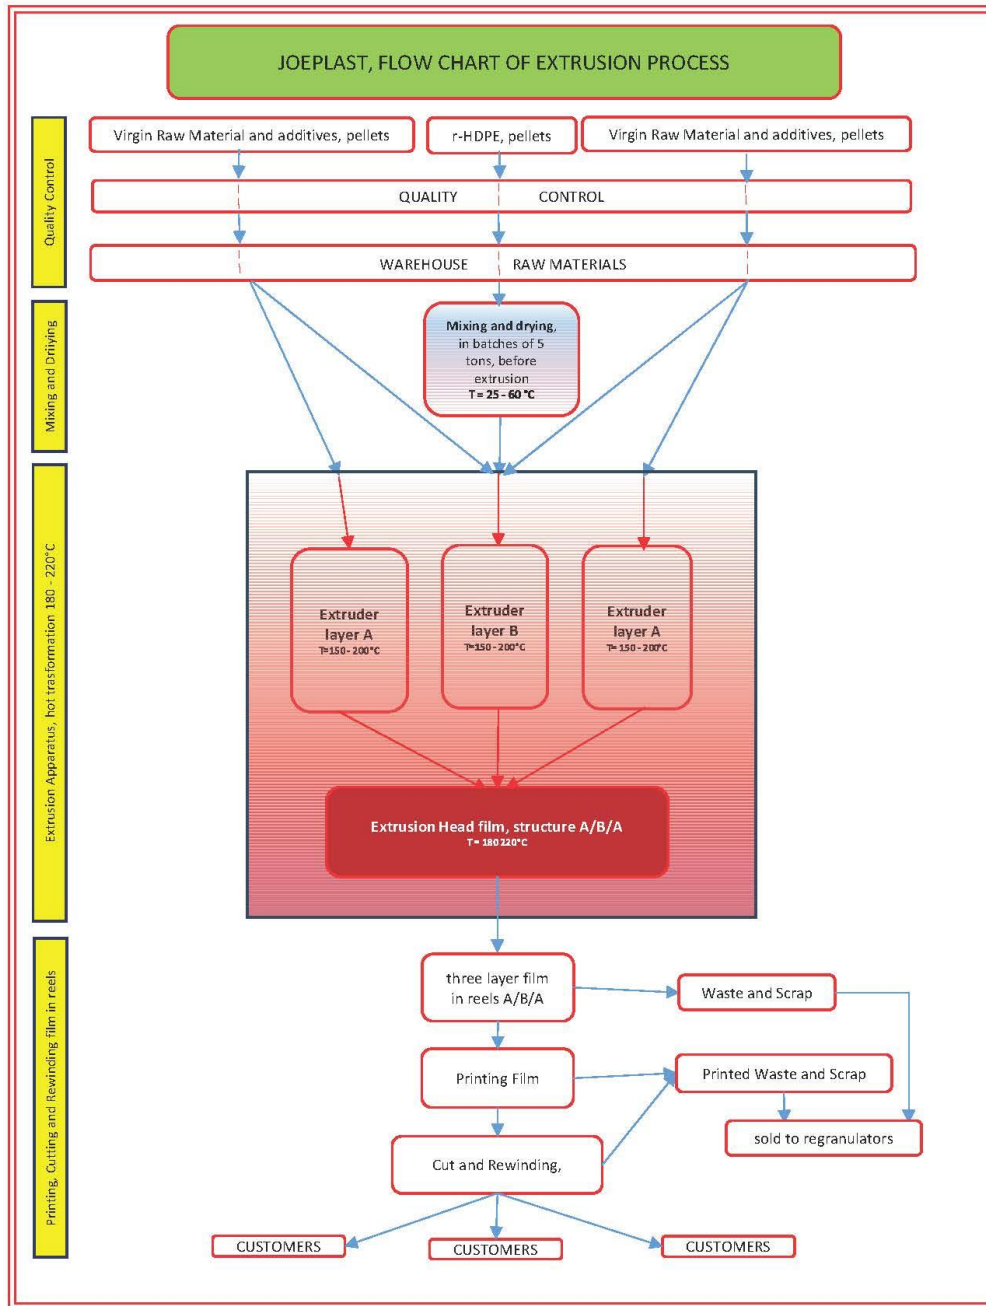 JOEPLAST, FLOW CHART OF EXTRUSION PROCESS
Quality Control
Virgin Raw Material and additives, pellets
r-HDPE, pellets
Virgin Raw Material and additives, pellets
QUALITY CONTROL
WAREHOUSE RAW MATERIALS
Mixing and Driiying
Mixing and drying,
in batches of 5
tons, before
extrusion
T = 25 - 60 °C
Extrusion Apparatus, hot trasformation 180 - 220°C
Extruder
layer A
T=150 - 200°C
Extruder
layer B
T=150 - 200°C
Extruder
layer A
T= 150 - 200°C
Extrusion Head film, structure A/B/A
T = 180 220°C
Printing, Cutting and Rewinding film in reels
three layer film
in reels A/B/A
Waste and Scrap
Printing Film
Printed Waste and Scrap
sold to regranulators
Cut and Rewinding,
CUSTOMERS
CUSTOMERS
CUSTOMERS